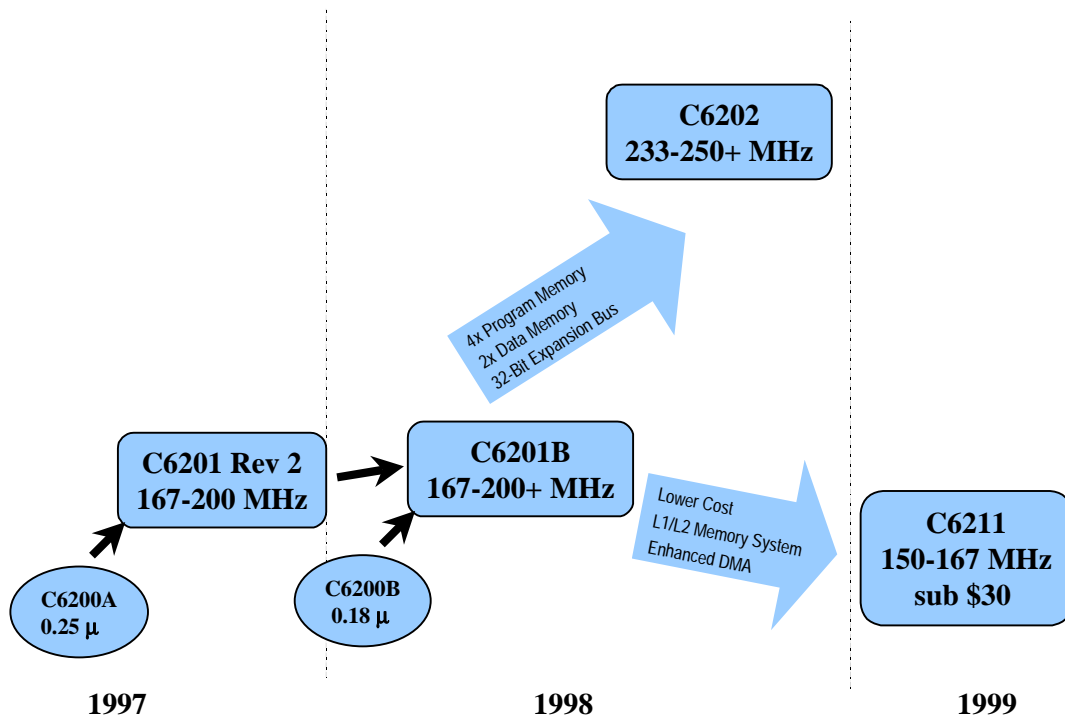 C6202
233-250+ MHz
4x Program Memory
2x Data Memory
32-Bit Expansion Bus
C6201 Rev 2
167-200 MHz
C6201B
167-200+ MHz
Lower Cost
L1/L2 Memory System
Enhanced DMA
C6211
150-167 MHz
sub $30
C6200A
0.25 μ
C6200B
0.18 μ
1997
1998
1999